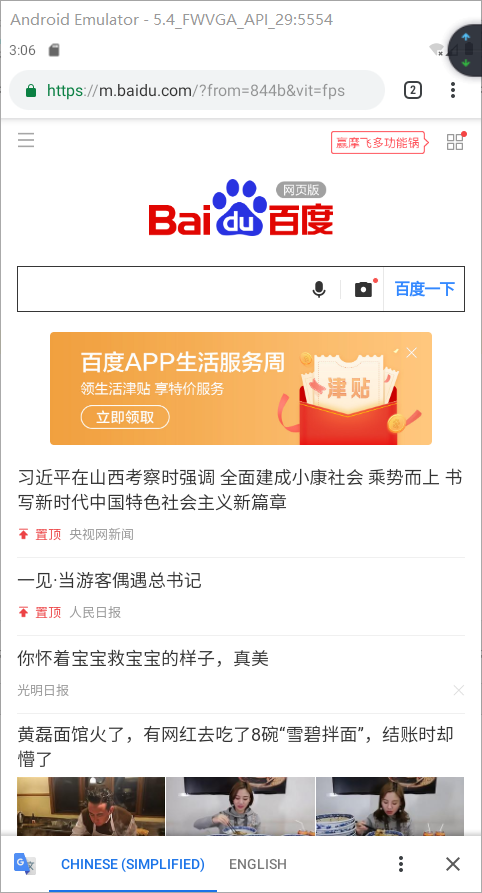 Android Emulator - 5.4_FWVGA_API_29:5554
3:06
https://m.baidu.com/?from=844b&vit=fps
2
赢摩飞多功能锅
网页版
Bai du 百度
百度一下
百度APP生活服务周
领生活津贴 享特价服务
立即领取
津贴
习近平在山西考察时强调 全面建成小康社会 乘势而上 书
写新时代中国特色社会主义新篇章
置顶 央视网新闻
一见·当游客偶遇总书记
置顶 人民日报
你怀着宝宝救宝宝的样子，真美
光明日报
黄磊面馆火了，有网红去吃了8碗“雪碧拌面”，结账时却
懵了
CHINESE (SIMPLIFIED) ENGLISH